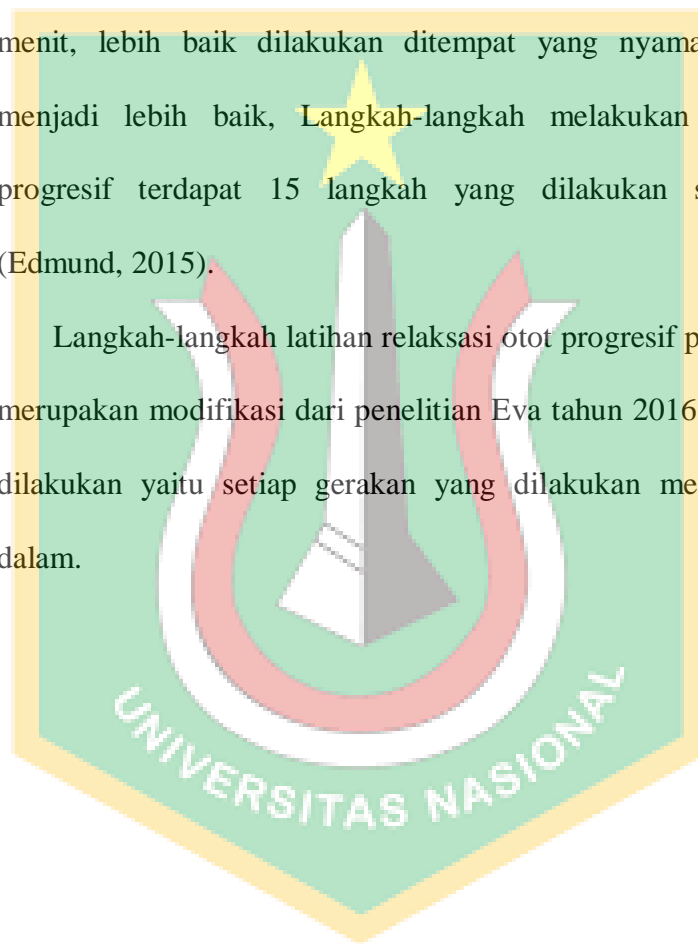 menit, lebih baik dilakukan ditempat yang nyama
menjadi lebih baik, Langkah-langkah melakukan
progresif terdapat 15 langkah yang dilakukan s
(Edmund, 2015).
Langkah-langkah latihan relaksasi otot progresif p
merupakan modifikasi dari penelitian Eva tahun 2016
dilakukan yaitu setiap gerakan yang dilakukan me
dalam.
UNIVERSITAS NASIONAL